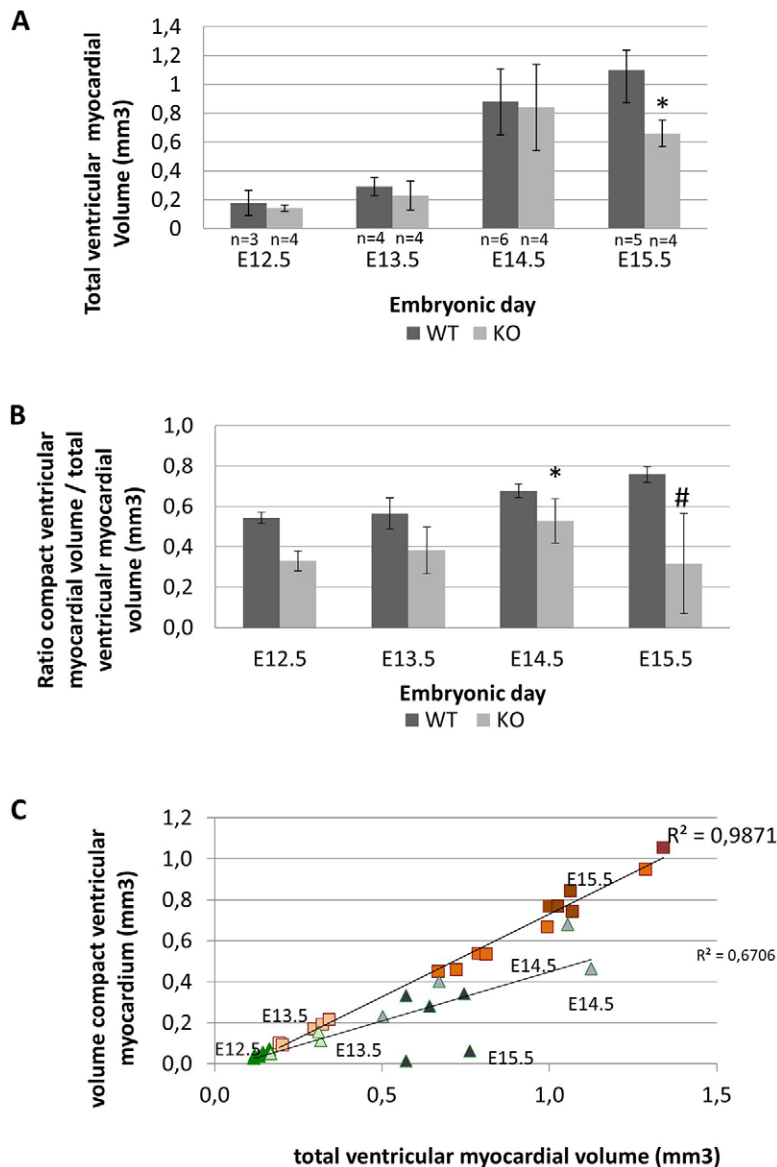 A
Total ventricular myocardial
Volume (mm3)
1,4
1,2
1
0,8
0,6
0,4
0,2
0
*
n=3 n=4 n=4 n=4 n=6 n=4 n=5 n=4
E12.5 E13.5 E14.5 E15.5
Embryonic day
WT KO
B
Ratio compact ventricular
myocardial volume / total
ventricualr myocardial
volume (mm3)
1,0
0,8
0,6
0,4
0,2
0,0
* #
E12.5 E13.5 E14.5 E15.5
Embryonic day
WT KO
C
volume compact ventricular
myocardium (mm3)
1,2
1,0
0,8
0,6
0,4
0,2
0,0
R² = 0,9871
E15.5
R² = 0,6706
E14.5
E14.5
E13.5
E12.5
E13.5
E15.5
0,0 0,5 1,0 1,5
total ventricular myocardial volume (mm3)